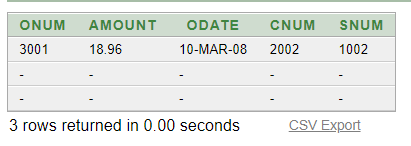 ONUM AMOUNT ODATE CNUM SNUM
3001 18.96 10-MAR-08 2002 1002
- - - - -
- - - - -
3 rows returned in 0.00 seconds CSV Export